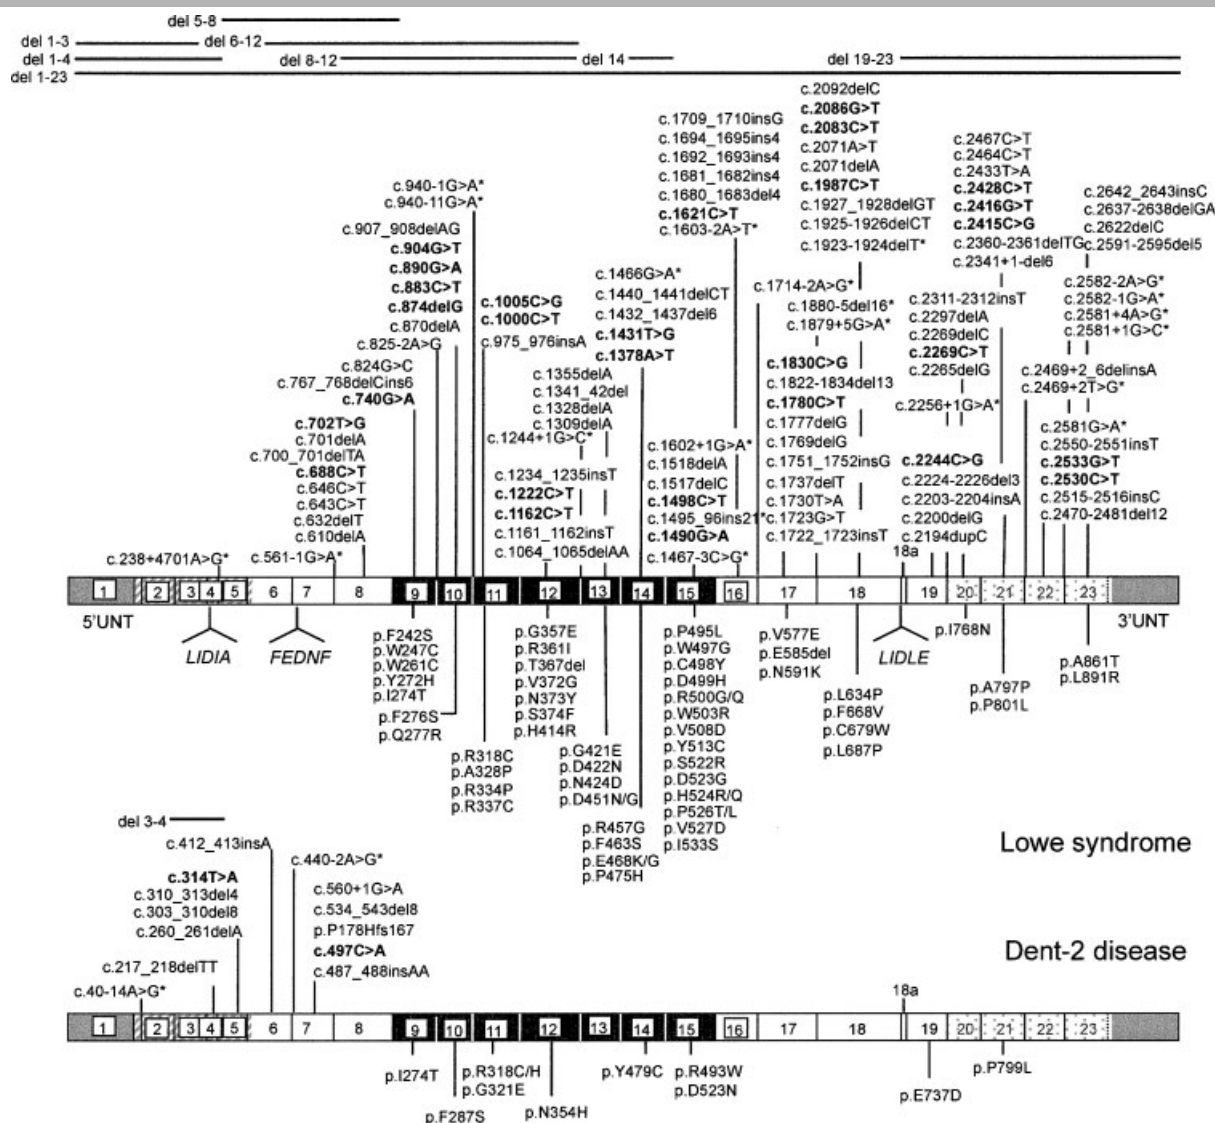 del 5-8
del 1-3
del 6-12
del 1-4
del 8-12
del 14
del 19-23
del 1-23
c.238+4701A>G*
c.561-1G>A*
c.702T>G
c.701delA
c.700_701delTA
c.688C>T
c.646C>T
c.643C>T
c.632delT
c.610delA
c.940-1G>A*
c.940-11G>A*
c.907_908delAG
c.904G>T
c.890G>A
c.883C>T
c.874delG
c.870delA
c.825-2A>G
c.824G>C
c.767_768delCins6
c.740G>A
c.1005C>G
c.1000C>T
c.975_976insA
c.1355delA
c.1341_42del
c.1328delA
c.1309delA
c.1244+1G>C*
c.1234_1235insT
c.1222C>T
c.1162C>T
c.1161_1162insT
c.1064_1065delAA
c.1466G>A*
c.1440_1441delCT
c.1432_1437del6
c.1431T>G
c.1378A>T
c.1709_1710insG
c.1694_1695ins4
c.1692_1693ins4
c.1681_1682ins4
c.1680_1683del4
c.1621C>T
c.1603-2A>T*
c.1602+1G>A*
c.1518delA
c.1517delC
c.1498C>T
c.1495_96ins21*
c.1490G>A
c.1467-3C>G*
c.2092delC
c.2086G>T
c.2083C>T
c.2071A>T
c.2071delA
c.1987C>T
c.1927_1928delGT
c.1925-1926delCT
c.1923-1924delT*
c.1714-2A>G*
c.1880-5del16*
c.1879+5G>A*
c.1830C>G
c.1822-1834del13
c.1780C>T
c.1777delG
c.1769delG
c.1751_1752insG
c.1737delT
c.1730T>A
c.1723G>T
c.1722_1723insT
c.2467C>T
c.2464C>T
c.2433T>A
c.2428C>T
c.2416G>T
c.2415C>G
c.2360-2361delTG
c.2341+1-del6
c.2311-2312insT
c.2297delA
c.2269delC
c.2269C>T
c.2265delG
c.2256+1G>A*
c.2244C>G
c.2224-2226del3
c.2203-2204insA
c.2200delG
c.2194dupC
18a
c.2642_2643insC
c.2637-2638delGA
c.2622delC
c.2591-2595del5
c.2582-2A>G*
c.2582-1G>A*
c.2581+4A>G*
c.2581+1G>C*
c.2469+2_6delinsA
c.2469+2T>G*
c.2581G>A*
c.2550-2551insT
c.2533G>T
c.2530C>T
c.2515-2516insC
c.2470-2481del12
1 2 3 4 5 6 7 8 9 10 11 12 13 14 15 16 17 18 19 20 21 22 23
5'UNT
3'UNT
LIDIA
FEDNF
LIDLE
p.F242S
p.W247C
p.W261C
p.Y272H
p.I274T
p.F276S
p.Q277R
p.R318C
p.A328P
p.R334P
p.R337C
p.G357E
p.R361I
p.T367del
p.V372G
p.N373Y
p.S374F
p.H414R
p.G421E
p.D422N
p.N424D
p.D451N/G
p.R457G
p.F463S
p.E468K/G
p.P475H
p.P495L
p.W497G
p.C498Y
p.D499H
p.R500G/Q
p.W503R
p.V508D
p.Y513C
p.S522R
p.D523G
p.H524R/Q
p.P526T/L
p.V527D
p.I533S
p.V577E
p.E585del
p.N591K
p.L634P
p.F668V
p.C679W
p.L687P
p.I768N
p.A797P
p.P801L
p.A861T
p.L891R
Lowe syndrome
del 3-4
c.412_413insA
c.314T>A
c.310_313del4
c.303_310del8
c.260_261delA
c.217_218delTT
c.40-14A>G*
c.440-2A>G*
c.560+1G>A
c.534_543del8
p.P178Hfs167
c.497C>A
c.487_488insAA
Dent-2 disease
18a
1 2 3 4 5 6 7 8 9 10 11 12 13 14 15 16 17 18 19 20 21 22 23
p.I274T
p.F287S
p.R318C/H
p.G321E
p.N354H
p.Y479C
p.R493W
p.D523N
p.E737D
p.P799L